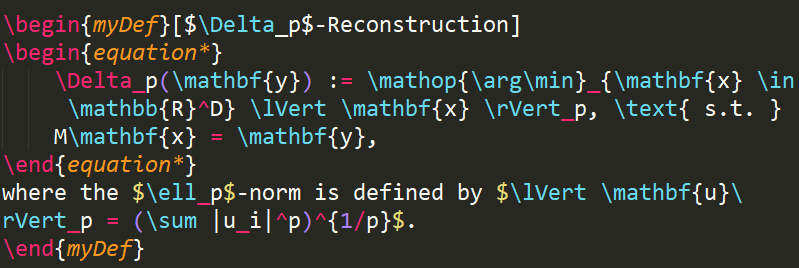 \begin{myDef}[$\Delta_p$-Reconstruction]
\begin{equation*}
\Delta_p(\mathbf{y}) := \mathop{\arg\min}_{\mathbf{x} \in
\mathbb{R}^D} \lVert \mathbf{x} \rVert_p, \text{ s.t. }
M\mathbf{x} = \mathbf{y},
\end{equation*}
where the $\ell_p$-norm is defined by $\lVert \mathbf{u}\
rVert_p = (\sum |u_i|^p)^{1/p}$.
\end{myDef}